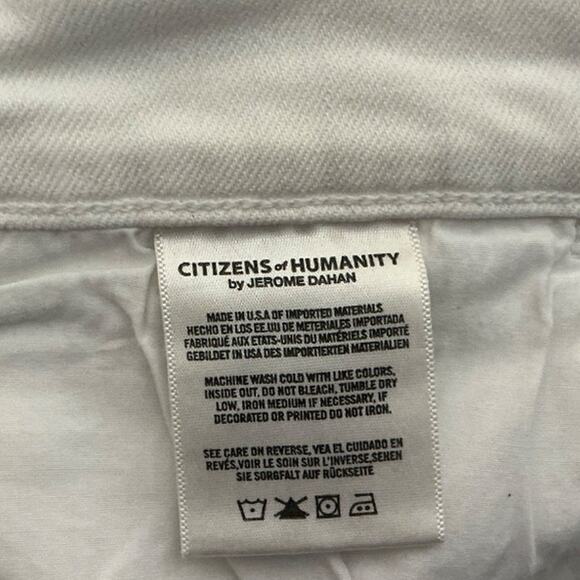 CITIZENS of HUMANITY
by JEROME DAHAN
MADE IN U.S.A OF IMPORTED MATERIALS
HECHO EN LOS EE.UU DE METERIALES IMPORTADA
FABRIQUÉ AUX ETATS-UNIS DU MATÉRIELS IMPORTÉ
GEBILDET IN USA DES IMPORTIERTEN MATERIALIEN
MACHINE WASH COLD WITH LIKE COLORS,
INSIDE OUT, DO NOT BLEACH, TUMBLE DRY
LOW, IRON MEDIUM IF NECESSARY, IF
DECORATED OR PRINTED DO NOT IRON.
SEE CARE ON REVERSE, VEA EL CUIDADO EN
REVÉS,VOIR LE SOIN SUR L'INVERSE,SEHEN
SIE SORGFALT AUF RÜCKSEITE